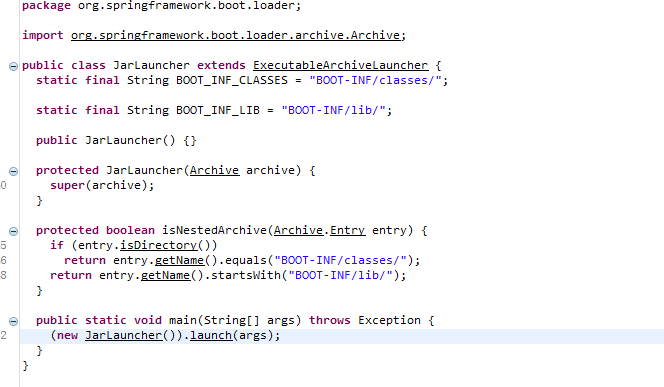 package org.springframework.boot.loader;
import org.springframework.boot.loader.archive.Archive;
public class JarLauncher extends ExecutableArchiveLauncher {
static final String BOOT_INF_CLASSES = "BOOT-INF/classes/";
static final String BOOT_INF_LIB = "BOOT-INF/lib/";
public JarLauncher() {}
protected JarLauncher(Archive archive) {
0 super(archive);
}
protected boolean isNestedArchive(Archive.Entry entry) {
5 if (entry.isDirectory())
6 return entry.getName().equals("BOOT-INF/classes/");
8 return entry.getName().startsWith("BOOT-INF/lib/");
}
public static void main(String[] args) throws Exception {
2 (new JarLauncher()).launch(args);
}
}